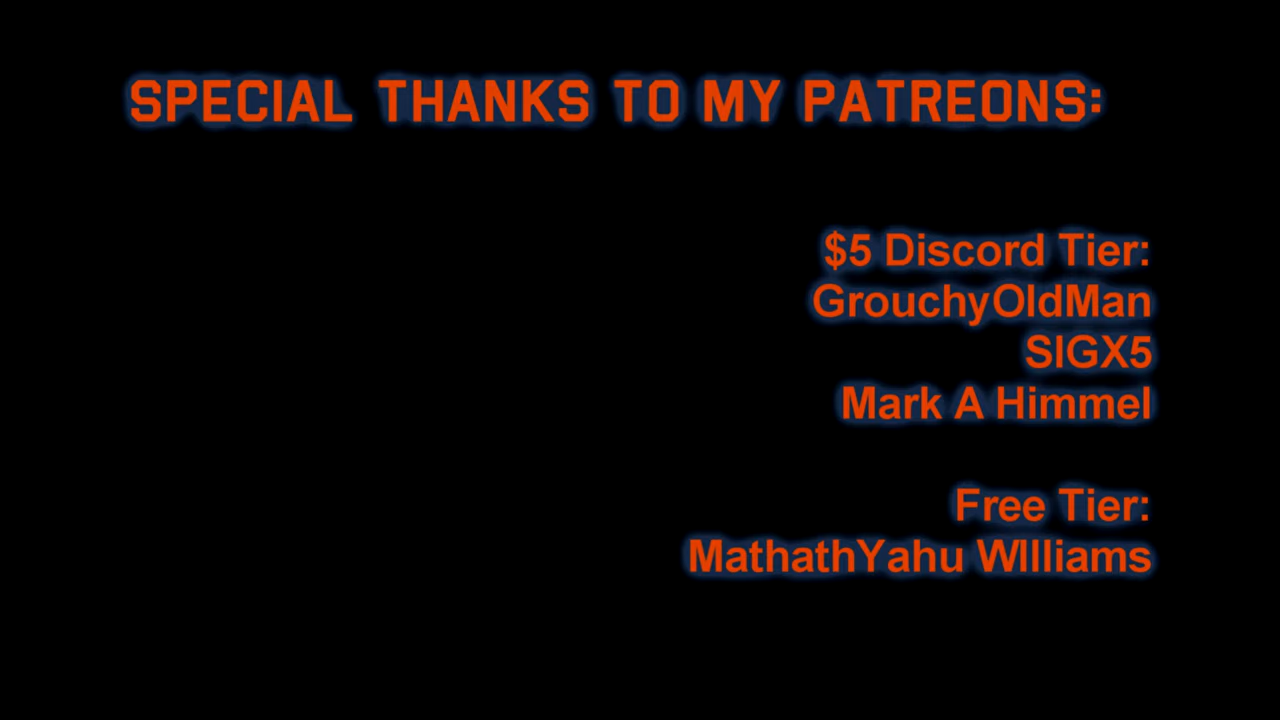 SPECIAL THANKS TO MY PATREONS:
$5 Discord Tier:
GrouchyOldMan
SIGX5
Mark A Himmel
Free Tier:
MathathYahu WIlliams